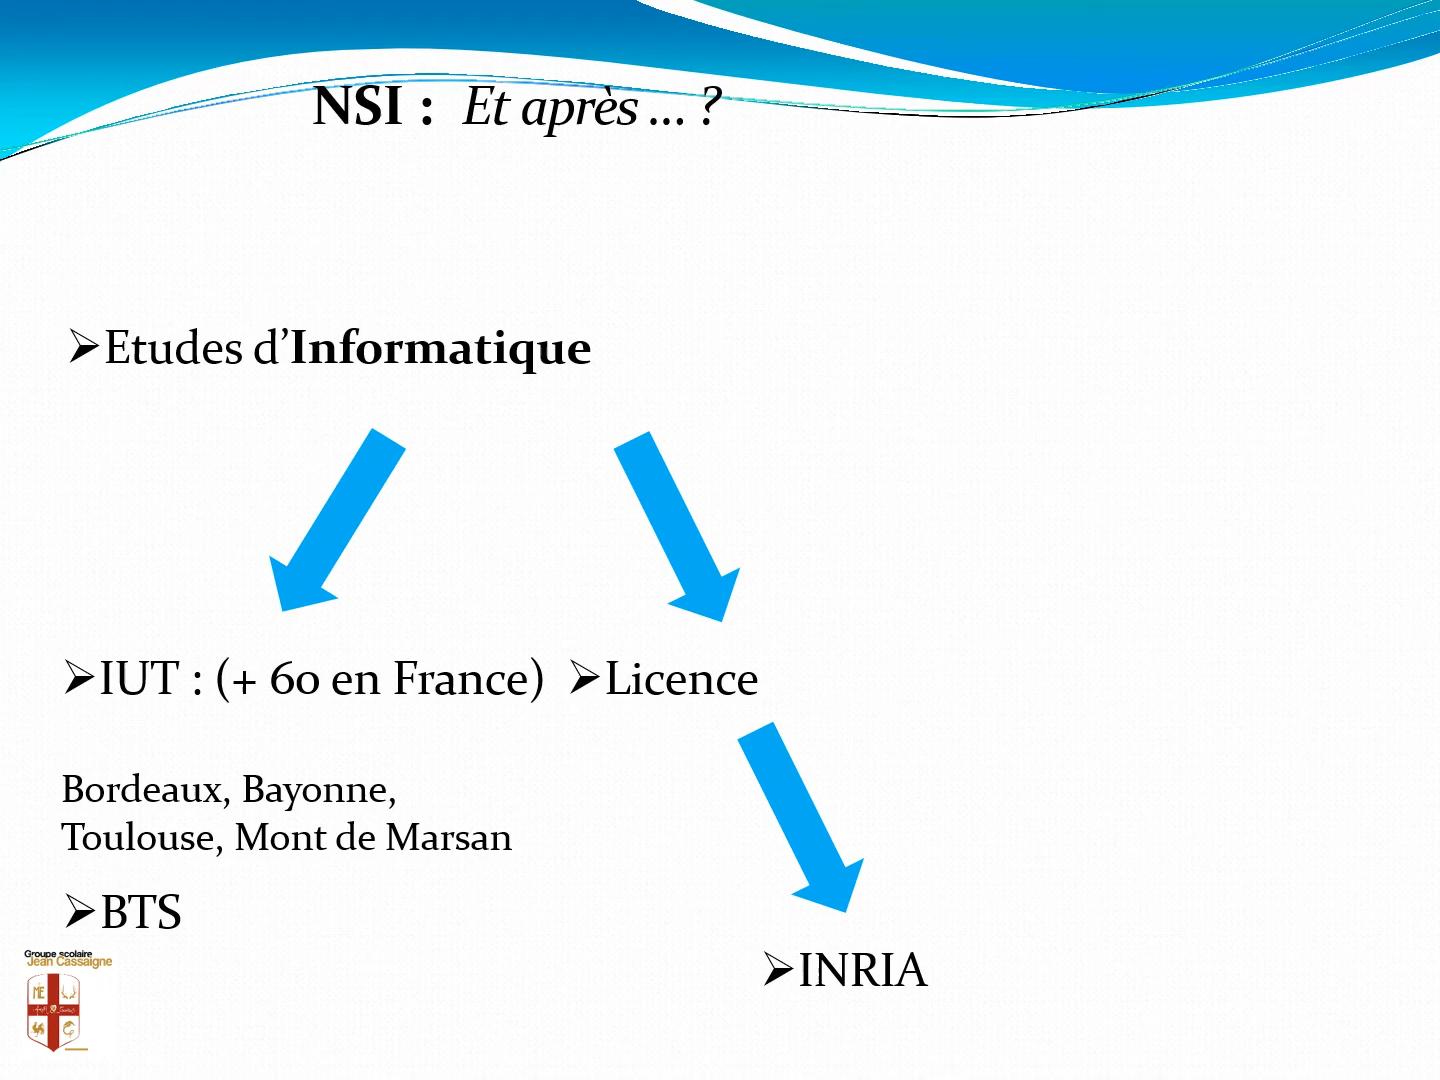 NSI : Et après ... ?
➢Etudes d’Informatique
➢IUT : (+ 60 en France) ➢Licence
Bordeaux, Bayonne,
Toulouse, Mont de Marsan
➢BTS
➢INRIA
Groupe scolaire
Jean Cassaigne
ME